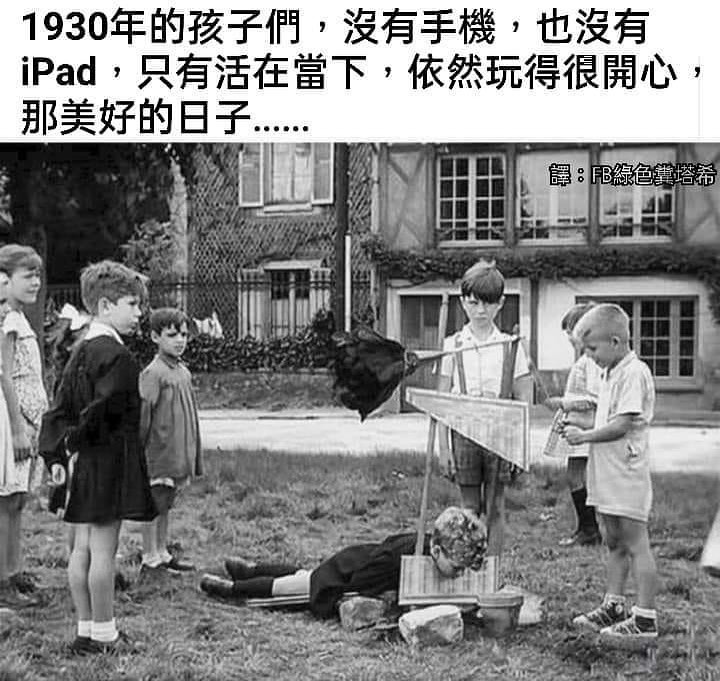 1930年的孩子們，沒有手機，也沒有
iPad，只有活在當下，依然玩得很開心，
那美好的日子......
譯：FB綠色糞塔希